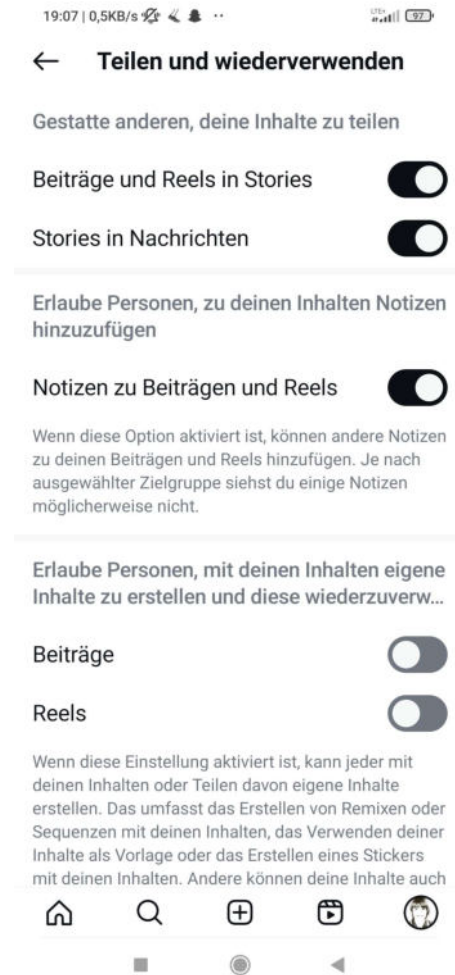 19:07 | 0,5KB/s
LTE+
97
Teilen und wiederverwenden
Gestatte anderen, deine Inhalte zu teilen
Beiträge und Reels in Stories
Stories in Nachrichten
Erlaube Personen, zu deinen Inhalten Notizen
hinzuzufügen
Notizen zu Beiträgen und Reels
Wenn diese Option aktiviert ist, können andere Notizen
zu deinen Beiträgen und Reels hinzufügen. Je nach
ausgewählter Zielgruppe siehst du einige Notizen
möglicherweise nicht.
Erlaube Personen, mit deinen Inhalten eigene
Inhalte zu erstellen und diese wiederzuverw...
Beiträge
Reels
Wenn diese Einstellung aktiviert ist, kann jeder mit
deinen Inhalten oder Teilen davon eigene Inhalte
erstellen. Das umfasst das Erstellen von Remixen oder
Sequenzen mit deinen Inhalten, das Verwenden deiner
Inhalte als Vorlage oder das Erstellen eines Stickers
mit deinen Inhalten. Andere können deine Inhalte auch